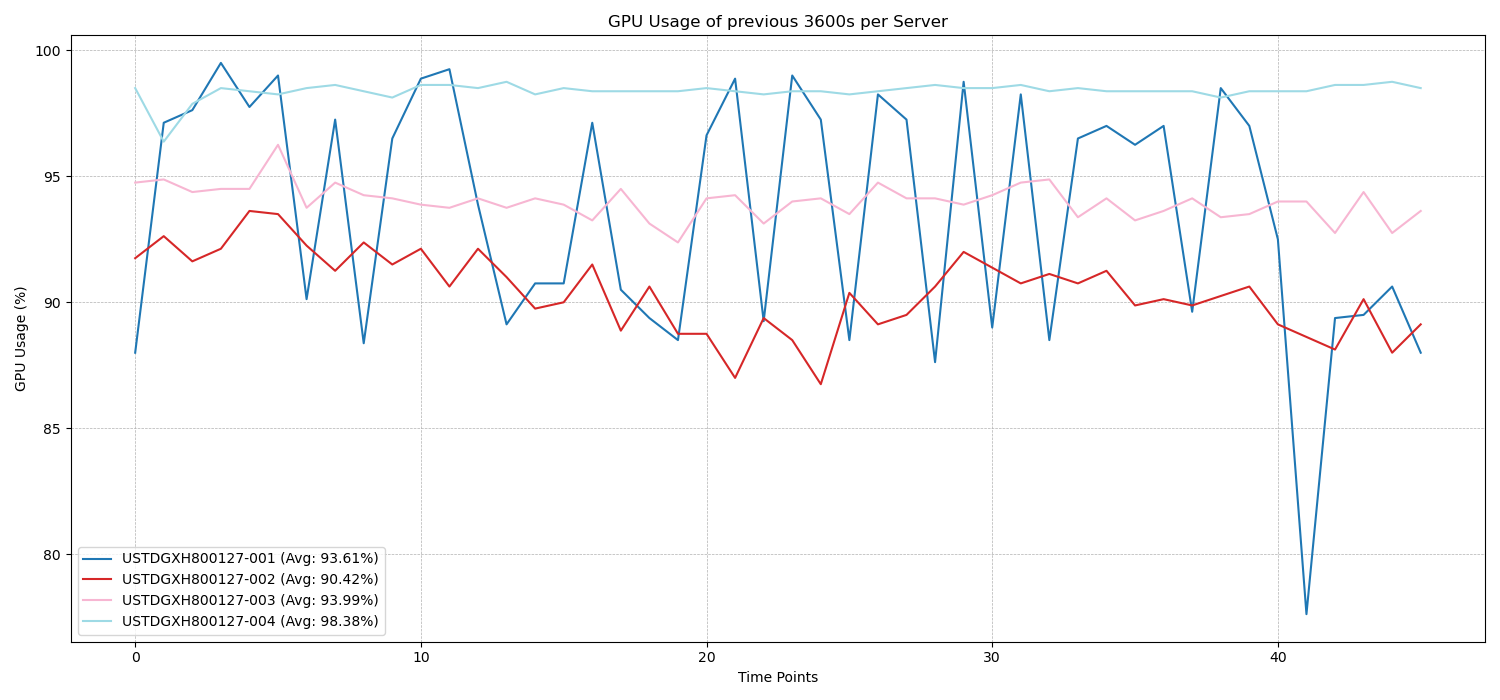 GPU Usage of previous 3600s per Server
GPU Usage (%)
100
95
90
85
80
USTDGXH800127-001 (Avg: 93.61%)
USTDGXH800127-002 (Avg: 90.42%)
USTDGXH800127-003 (Avg: 93.99%)
USTDGXH800127-004 (Avg: 98.38%)
0 10 20 30 40
Time Points